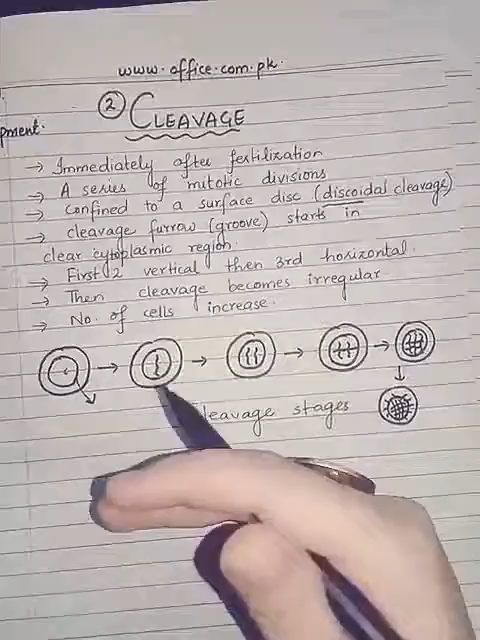 www.office.com.pk.
② CLEAVAGE
pment.
→ Immediately after fertilization
→ A series of mitotic divisions
→ Confined to a surface disc (discoidal cleavage)
→ cleavage furrow (groove) starts in
clear cytoplasmic region.
→ First 2 vertical then 3rd horizontal.
→ Then cleavage becomes irregular
→ No. of cells increase.
leavage stages